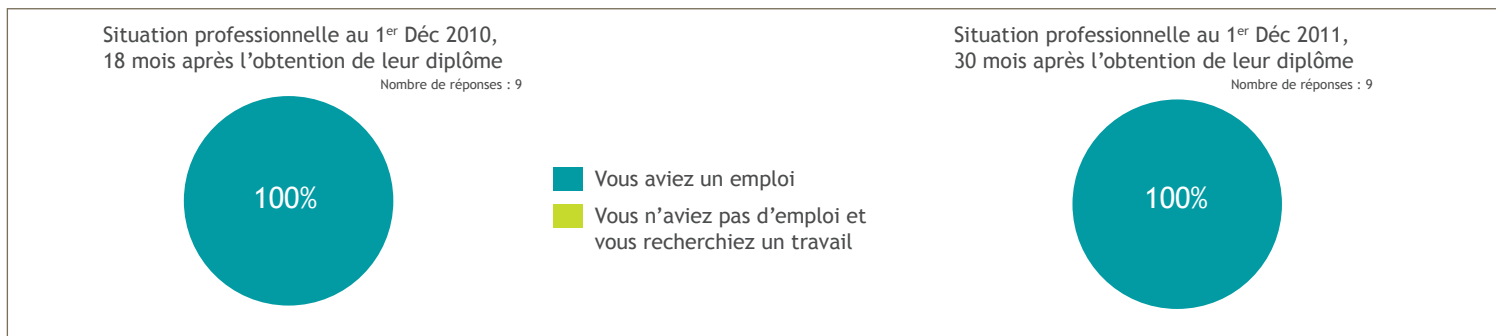 Situation professionnelle au 1er Déc 2010,
18 mois après l'obtention de leur diplôme
Nombre de réponses : 9
100%
Vous aviez un emploi
Vous n'aviez pas d'emploi et
vous recherchiez un travail
Situation professionnelle au 1er Déc 2011,
30 mois après l'obtention de leur diplôme
Nombre de réponses : 9
100%